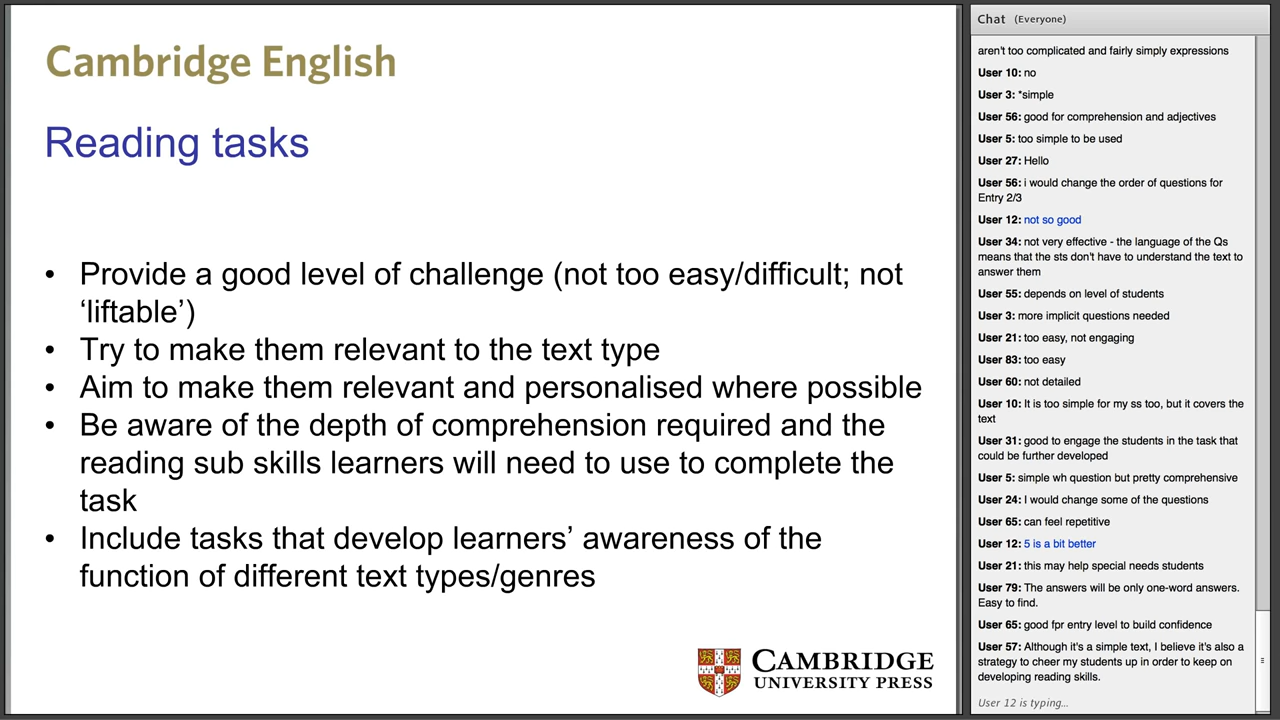 Cambridge English
Reading tasks
• Provide a good level of challenge (not too easy/difficult; not
‘liftable’)
• Try to make them relevant to the text type
• Aim to make them relevant and personalised where possible
• Be aware of the depth of comprehension required and the
reading sub skills learners will need to use to complete the
task
• Include tasks that develop learners’ awareness of the
function of different text types/genres
CAMBRIDGE
UNIVERSITY PRESS
Chat (Everyone)
aren't too complicated and fairly simply expressions
User 10: no
User 3: *simple
User 56: good for comprehension and adjectives
User 5: too simple to be used
User 27: Hello
User 56: i would change the order of questions for
Entry 2/3
User 12: not so good
User 34: not very effective - the language of the Qs
means that the sts don't have to understand the text to
answer them
User 55: depends on level of students
User 3: more implicit questions needed
User 21: too easy, not engaging
User 83: too easy
User 60: not detailed
User 10: It is too simple for my ss too, but it covers the
text
User 31: good to engage the students in the task that
could be further developed
User 5: simple wh question but pretty comprehensive
User 24: I would change some of the questions
User 65: can feel repetitive
User 12: 5 is a bit better
User 21: this may help special needs students
User 79: The answers will be only one-word answers.
Easy to find.
User 65: good fpr entry level to build confidence
User 57: Although it's a simple text, I believe it's also a
strategy to cheer my students up in order to keep on
developing reading skills.
User 12 is typing...